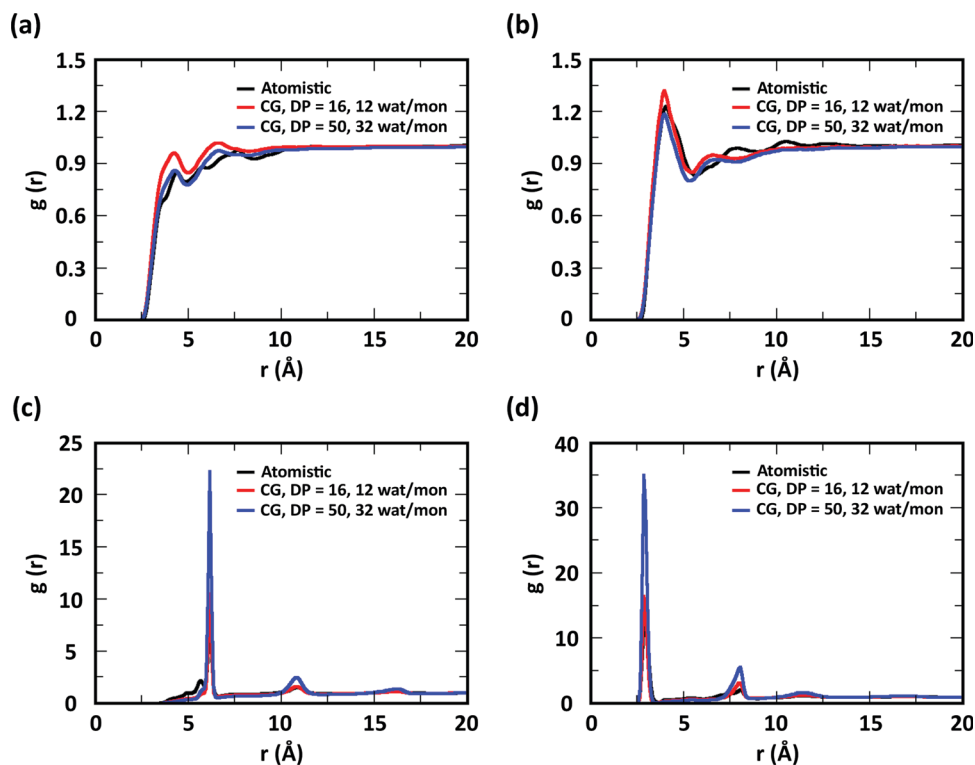 (a)
1.5
1.2
0.9
0.6
0.3
0
g (r)
Atomistic
CG, DP = 16, 12 wat/mon
CG, DP = 50, 32 wat/mon
0 5 10 15 20
r (Å)
(b)
1.5
1.2
0.9
0.6
0.3
0
g (r)
Atomistic
CG, DP = 16, 12 wat/mon
CG, DP = 50, 32 wat/mon
0 5 10 15 20
r (Å)
(c)
25
20
15
10
5
0
g (r)
Atomistic
CG, DP = 16, 12 wat/mon
CG, DP = 50, 32 wat/mon
0 5 10 15 20
r (Å)
(d)
40
30
20
10
0
g (r)
Atomistic
CG, DP = 16, 12 wat/mon
CG, DP = 50, 32 wat/mon
0 5 10 15 20
r (Å)